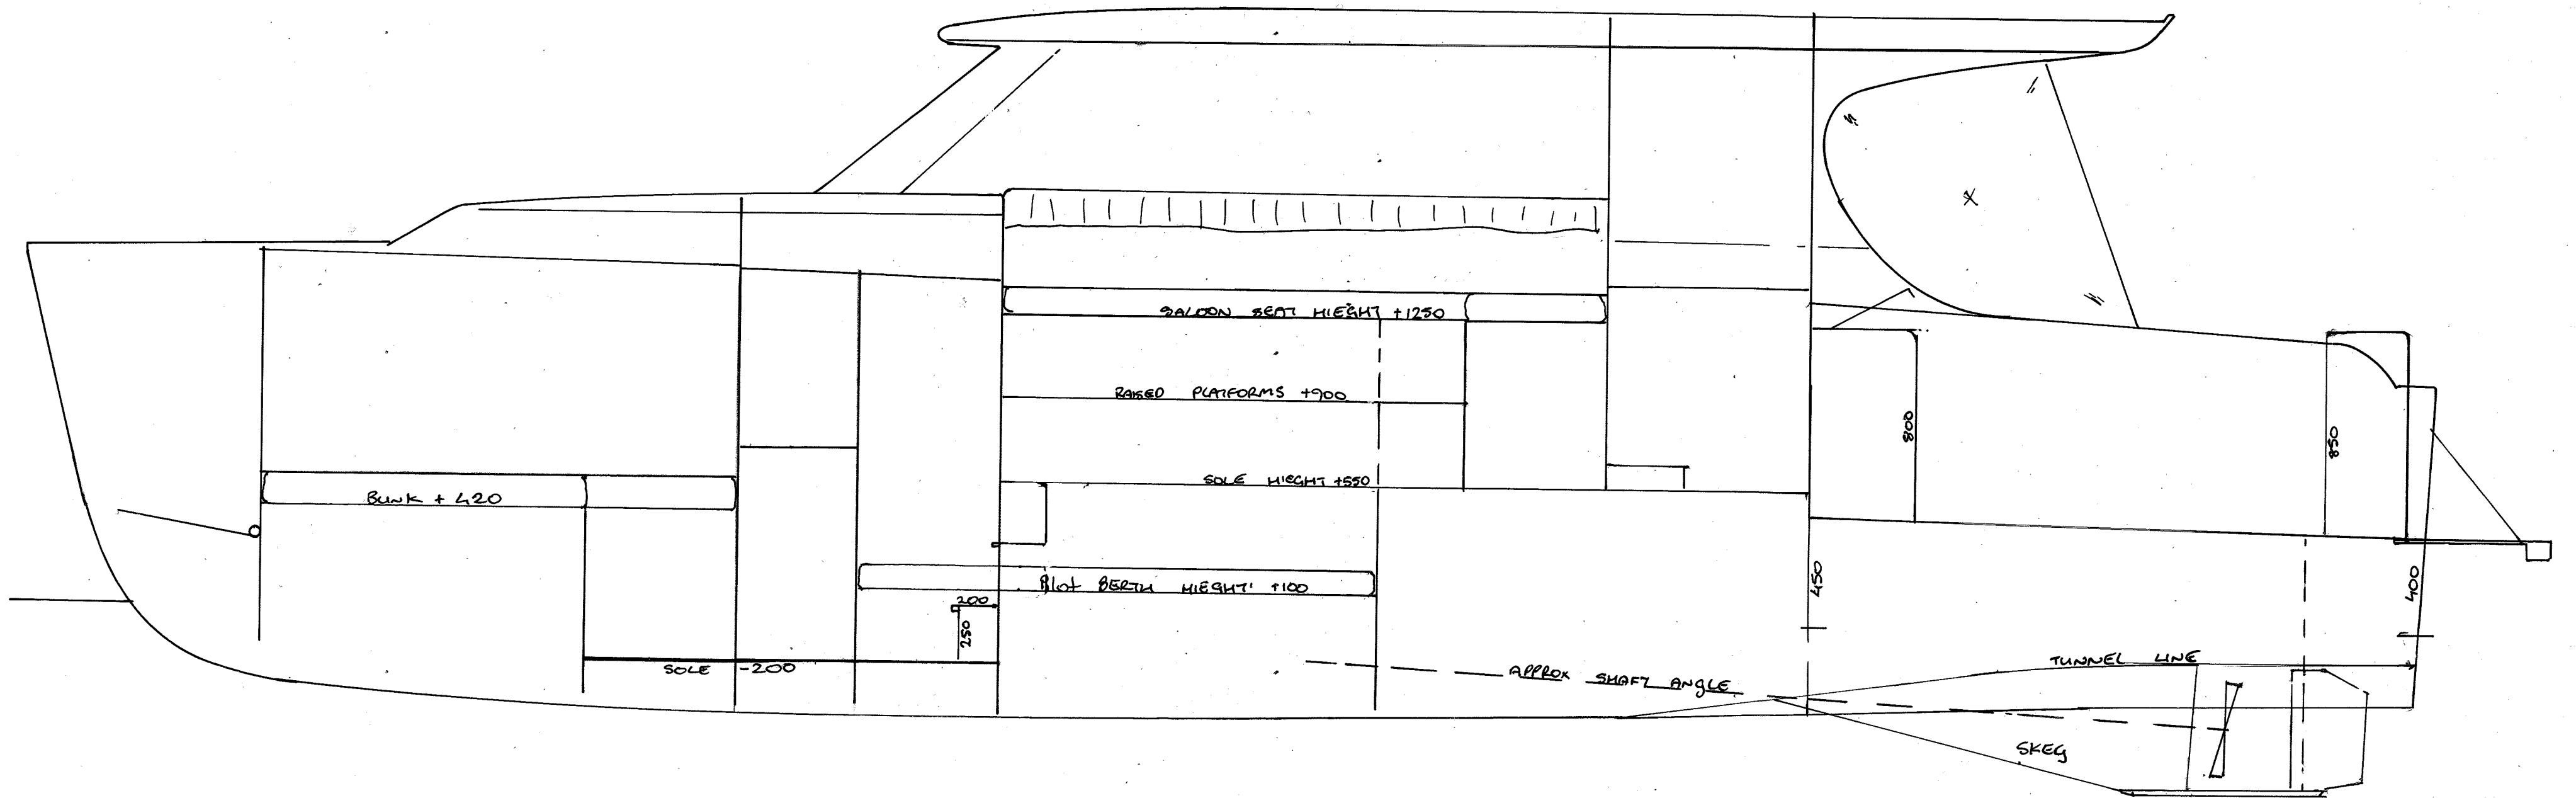 SALOON SEAT HIEGHT +1250
RAISED PLATFORMS +900
800
850
SOLE HIEGHT +550
BUNK + 420
Pilot BERTH HIEGHT +100
450
400
200
250
SOLE -200
APPROX SHAFT ANGLE
TUNNEL LINE
SKEG